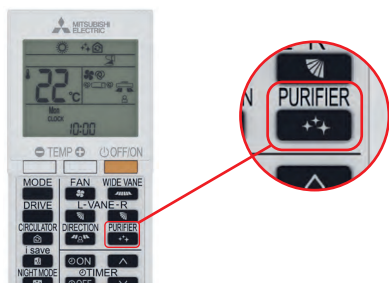 MITSUBISHI
ELECTRIC
22°C
Mon
CLOCK
10:00
TEMP OFF/ON
MODE FAN WIDE VANE
DRIVE L-VANE-R
CIRCULATOR DIRECTION PURIFIER
i save
ON
NIGHT MODE TIMER
OFF
L-R
N PURIFIER